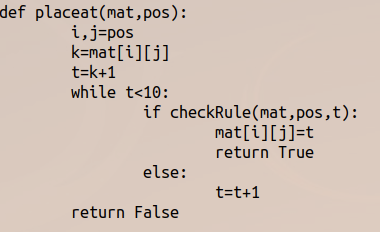 def placeat(mat,pos):
        i,j=pos
        k=mat[i][j]
        t=k+1
        while t<10:
                if checkRule(mat,pos,t):
                        mat[i][j]=t
                        return True
                else:
                        t=t+1
        return False